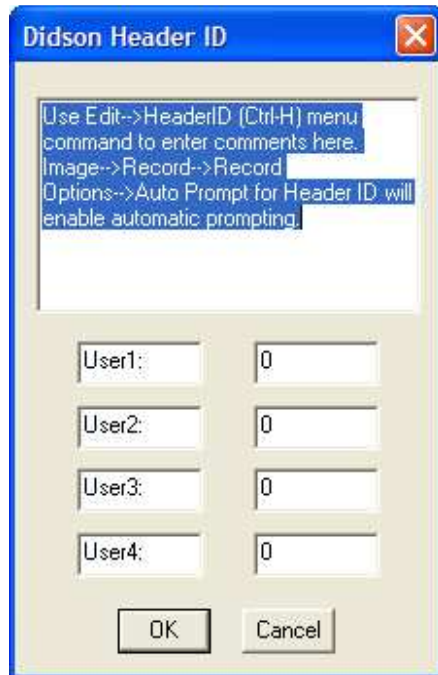 Didson Header ID
Use Edit-->HeaderID (Ctrl-H) menu
command to enter comments here.
Image-->Record-->Record
Options-->Auto Prompt for Header ID will
enable automatic prompting.
User1: 0
User2: 0
User3: 0
User4: 0
OK Cancel